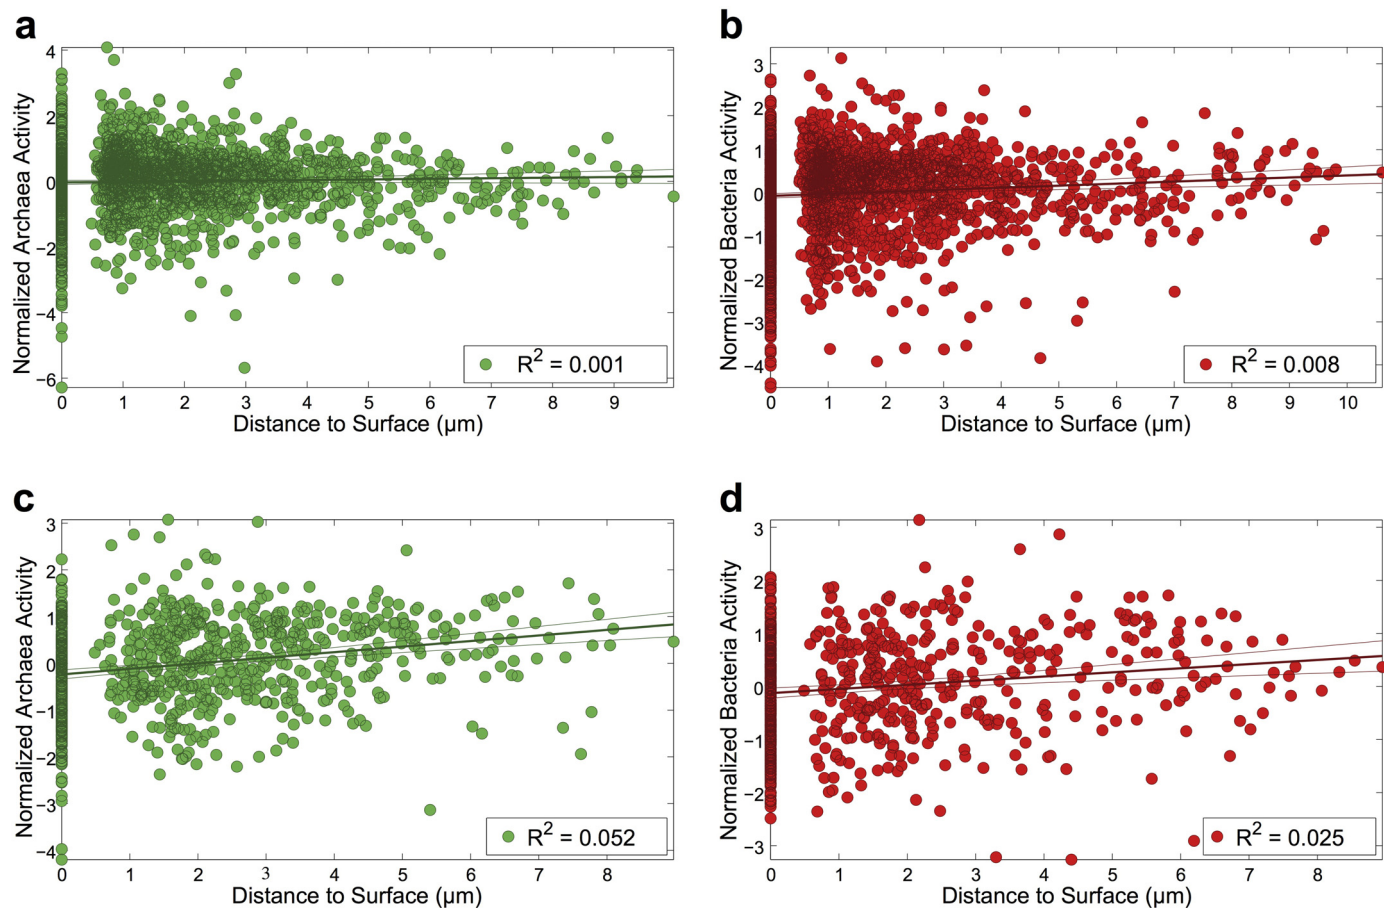 a
Normalized Archaea Activity
4
2
0
−2
−4
−6
R² = 0.001
0 1 2 3 4 5 6 7 8 9
Distance to Surface (µm)
b
Normalized Bacteria Activity
3
2
1
0
−1
−2
−3
−4
R² = 0.008
0 1 2 3 4 5 6 7 8 9 10
Distance to Surface (µm)
c
Normalized Archaea Activity
3
2
1
0
−1
−2
−3
−4
R² = 0.052
0 1 2 3 4 5 6 7 8
Distance to Surface (µm)
d
Normalized Bacteria Activity
3
2
1
0
−1
−2
−3
R² = 0.025
0 1 2 3 4 5 6 7 8
Distance to Surface (µm)